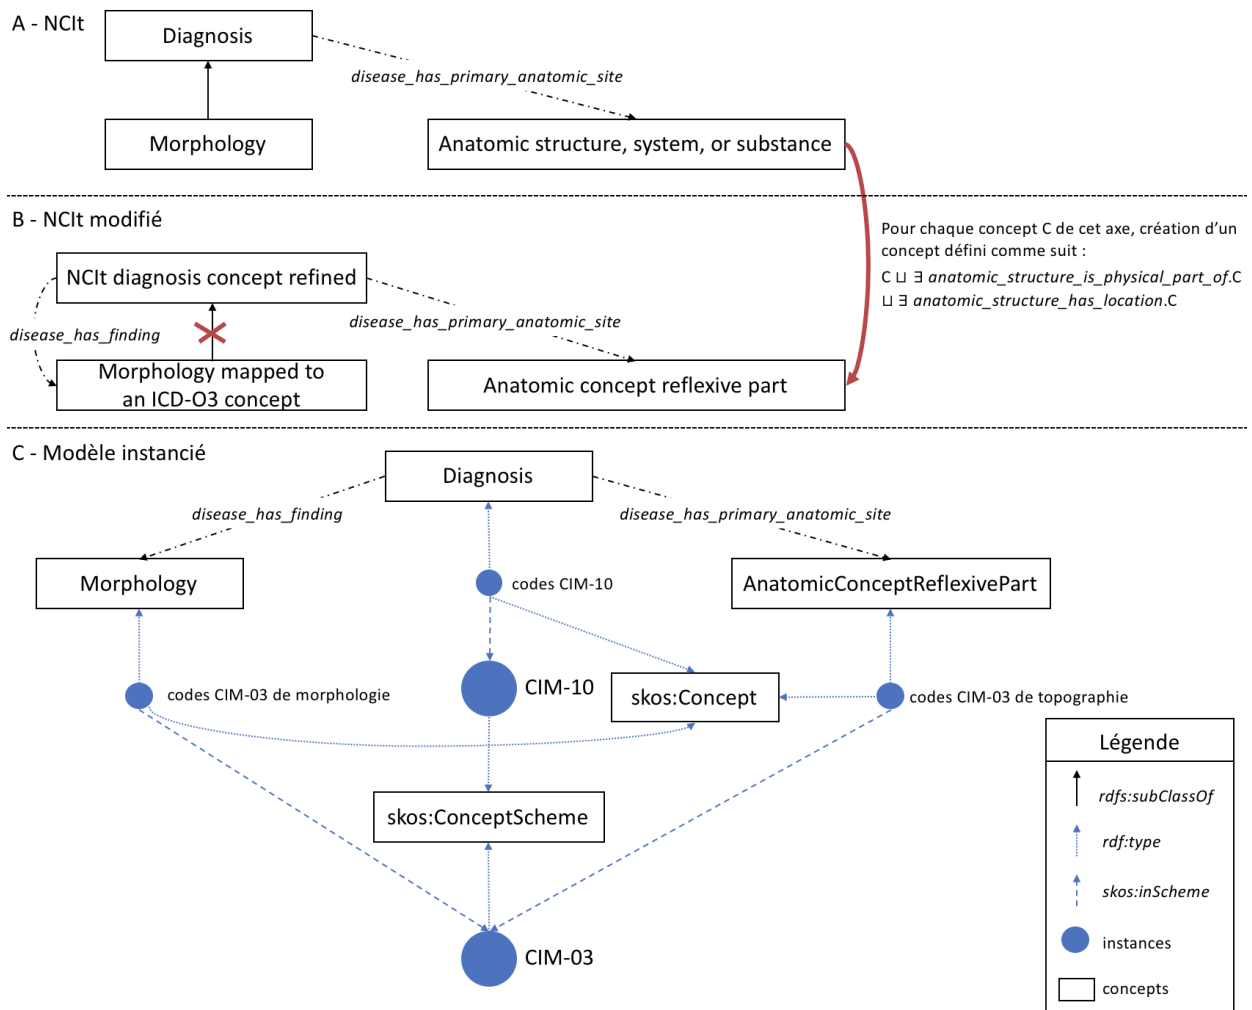 A - NCIt
Diagnosis
disease_has_primary_anatomic_site
Morphology
Anatomic structure, system, or substance
B - NCIt modifié
Pour chaque concept C de cet axe, création d’un
concept défini comme suit :
C ⊔ ∃ anatomic_structure_is_physical_part_of.C
⊔ ∃ anatomic_structure_has_location.C
NCIt diagnosis concept refined
disease_has_finding
disease_has_primary_anatomic_site
Morphology mapped to
an ICD-O3 concept
Anatomic concept reflexive part
C - Modèle instancié
Diagnosis
disease_has_finding
disease_has_primary_anatomic_site
Morphology
codes CIM-10
AnatomicConceptReflexivePart
codes CIM-03 de morphologie
CIM-10
skos:Concept
codes CIM-03 de topographie
skos:ConceptScheme
CIM-03
Légende
rdfs:subClassOf
rdf:type
skos:inScheme
instances
concepts